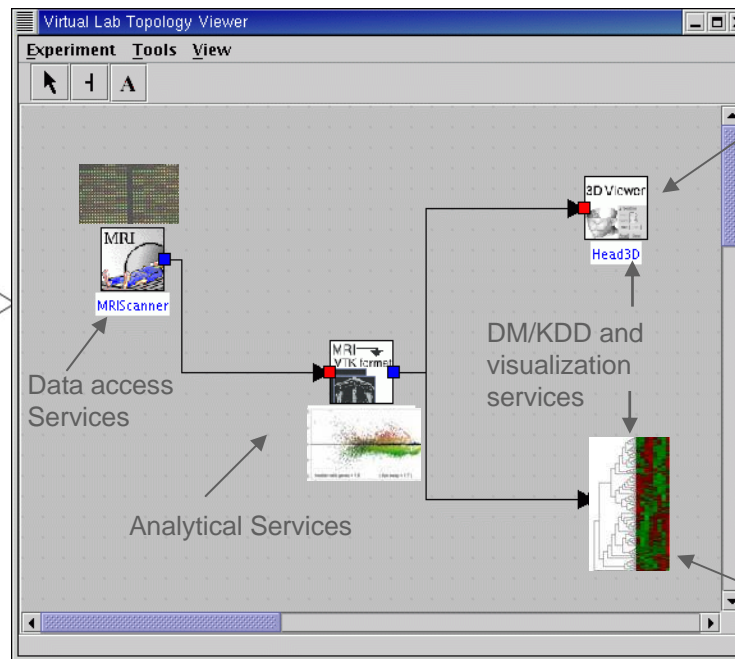 Virtual Lab Topology Viewer
Experiment Tools View
A
3D Viewer
MRI
Head3D
MRIScanner
DM/KDD and
visualization
services
MRI
VTK format
Data access
Services
Analytical Services